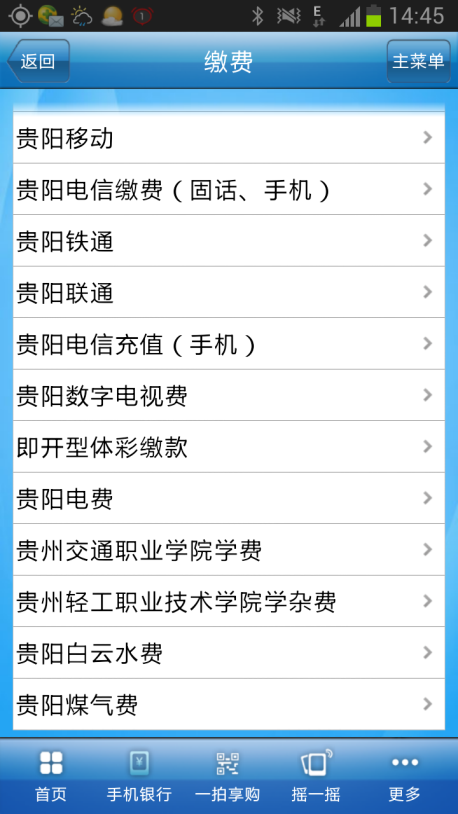 1
E
14:45
返回
缴费
主菜单
贵阳移动
贵阳电信缴费（固话、手机）
贵阳铁通
贵阳联通
贵阳电信充值（手机）
贵阳数字电视费
即开型体彩缴款
贵阳电费
贵州交通职业学院学费
贵州轻工职业技术学院学杂费
贵阳白云水费
贵阳煤气费
首页
手机银行
一拍享购
摇一摇
更多